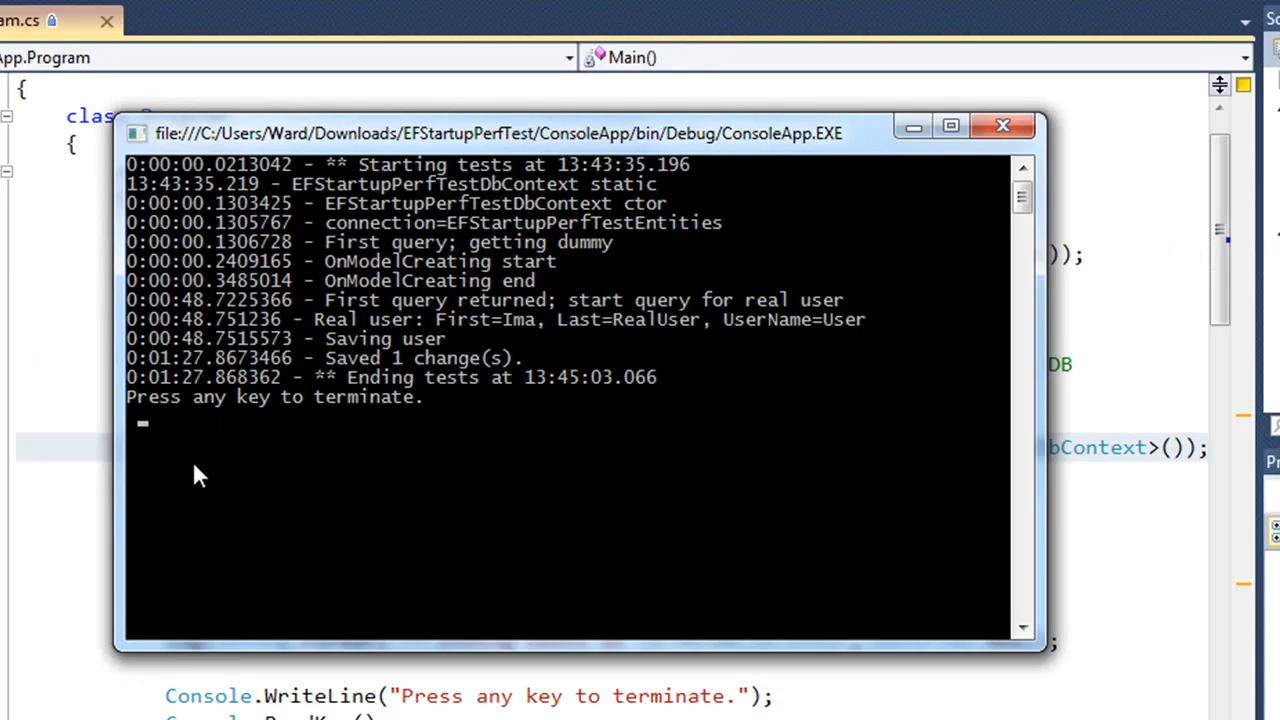 am.cs
App.Program
Main()
{
class
{
file:///C:/Users/Ward/Downloads/EFStartupPerfTest/ConsoleApp/bin/Debug/ConsoleApp.EXE
0:00:00.0213042 - ** Starting tests at 13:43:35.196
13:43:35.219 - EFStartupPerfTestDbContext static
0:00:00.1303425 - EFStartupPerfTestDbContext ctor
0:00:00.1305767 - connection=EFStartupPerfTestEntities
0:00:00.1306728 - First query; getting dummy
0:00:00.2409165 - OnModelCreating start
0:00:00.3485014 - OnModelCreating end
0:00:48.7225366 - First query returned; start query for real user
0:00:48.751236 - Real user: First=Ima, Last=RealUser, UserName=User
0:00:48.7515573 - Saving user
0:01:27.8673466 - Saved 1 change(s).
0:01:27.868362 - ** Ending tests at 13:45:03.066
Press any key to terminate.
));
DB
bContext>());
;
Console.WriteLine("Press any key to terminate.");